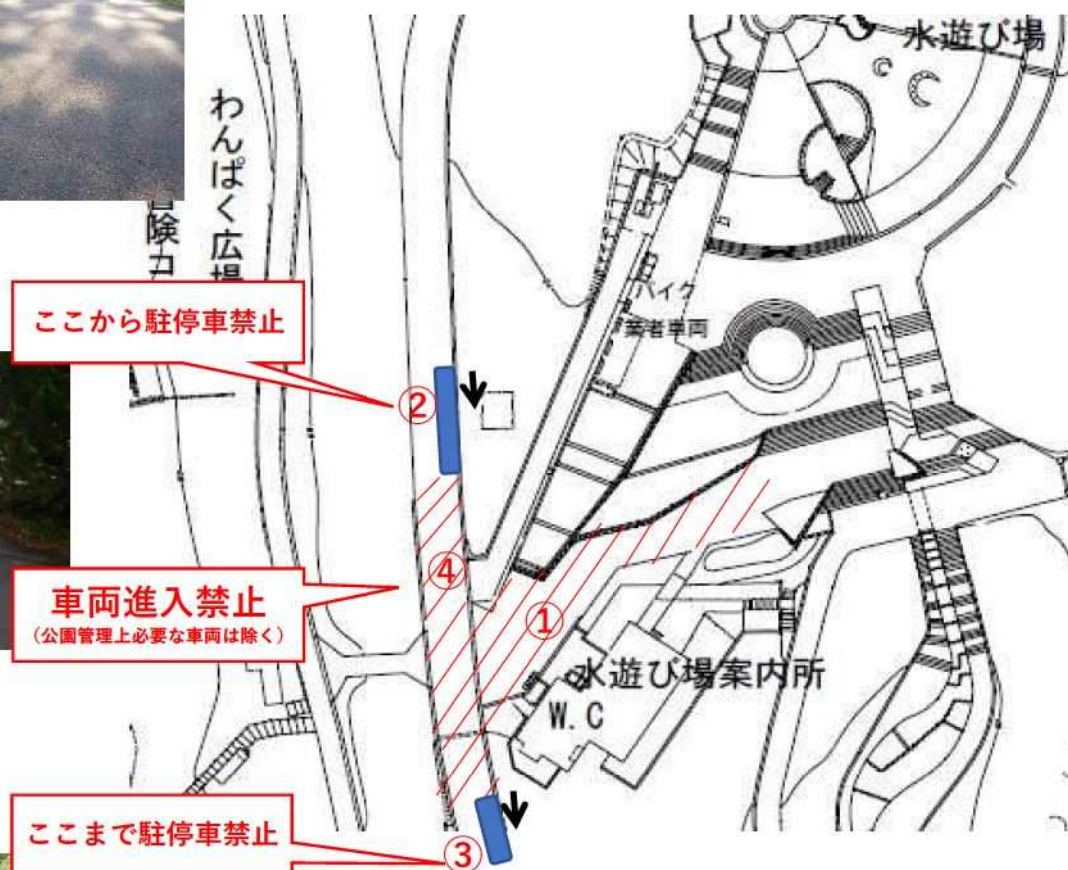 水遊び場
わんぱく広場
冒険コ
ここから駐停車禁止
バイク
業者車両
②
④
車両進入禁止
(公園管理上必要な車両は除く)
①
水遊び場案内所
W.C
ここまで駐停車禁止
③